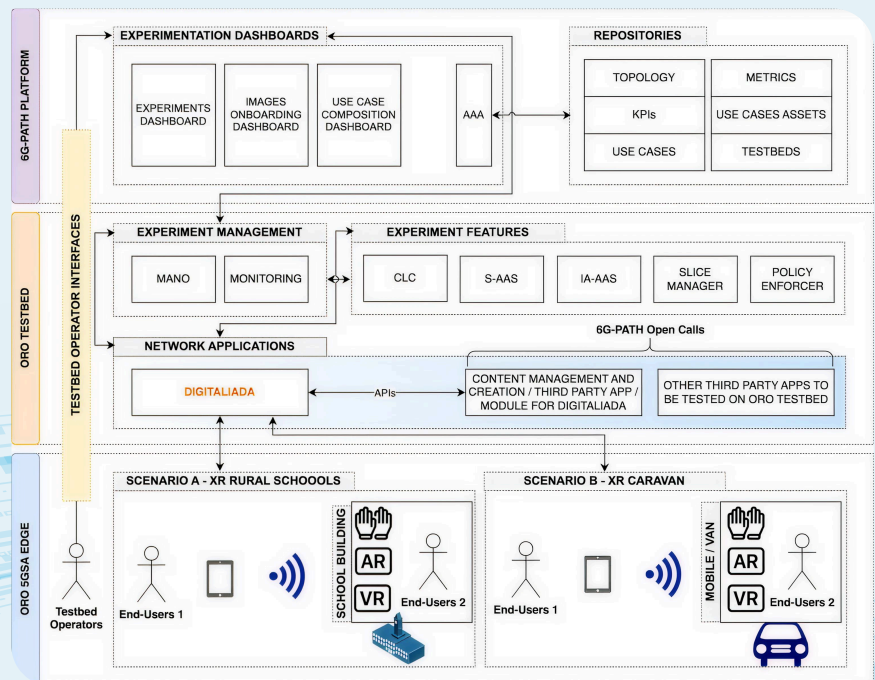 6G-PATH PLATFORM
EXPERIMENTATION DASHBOARDS
EXPERIMENTS
DASHBOARD
IMAGES
ONBOARDING
DASHBOARD
USE CASE
COMPOSITION
DASHBOARD
AAA
REPOSITORIES
TOPOLOGY
METRICS
KPIs
USE CASES ASSETS
USE CASES
TESTBEDS
TESTBED OPERATOR INTERFACES
ORO TESTBED
EXPERIMENT MANAGEMENT
MANO
MONITORING
EXPERIMENT FEATURES
CLC
S-AAS
IA-AAS
SLICE
MANAGER
POLICY
ENFORCER
6G-PATH Open Calls
NETWORK APPLICATIONS
DIGITALIADA
APIs
CONTENT MANAGEMENT AND
CREATION / THIRD PARTY APP /
MODULE FOR DIGITALIADA
OTHER THIRD PARTY APPS TO
BE TESTED ON ORO TESTBED
ORO 5GSA EDGE
Testbed
Operators
SCENARIO A - XR RURAL SCHOOOLS
End-Users 1
SCHOOL BUILDING
AR
VR
End-Users 2
SCENARIO B - XR CARAVAN
End-Users 1
MOBILE / VAN
AR
VR
End-Users 2